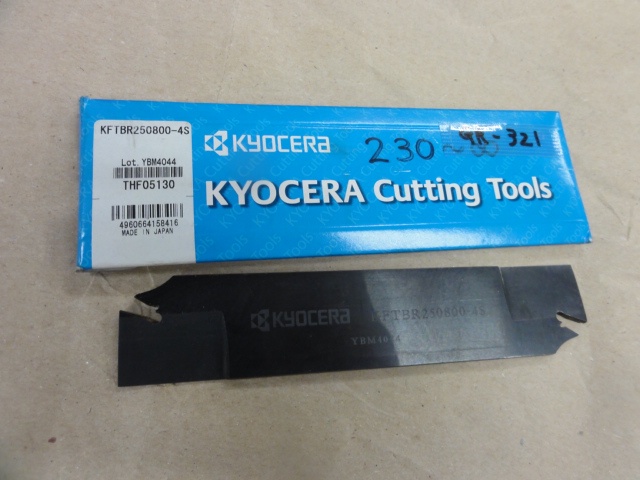 KFTBR250800-4S
Lot. YBM4044
THF05130
4960664158416
MADE IN JAPAN
KYOCERA
230
9R-321
KYOCERA Cutting Tools
KYOCERA KFTBR250800-4S
YBM4044